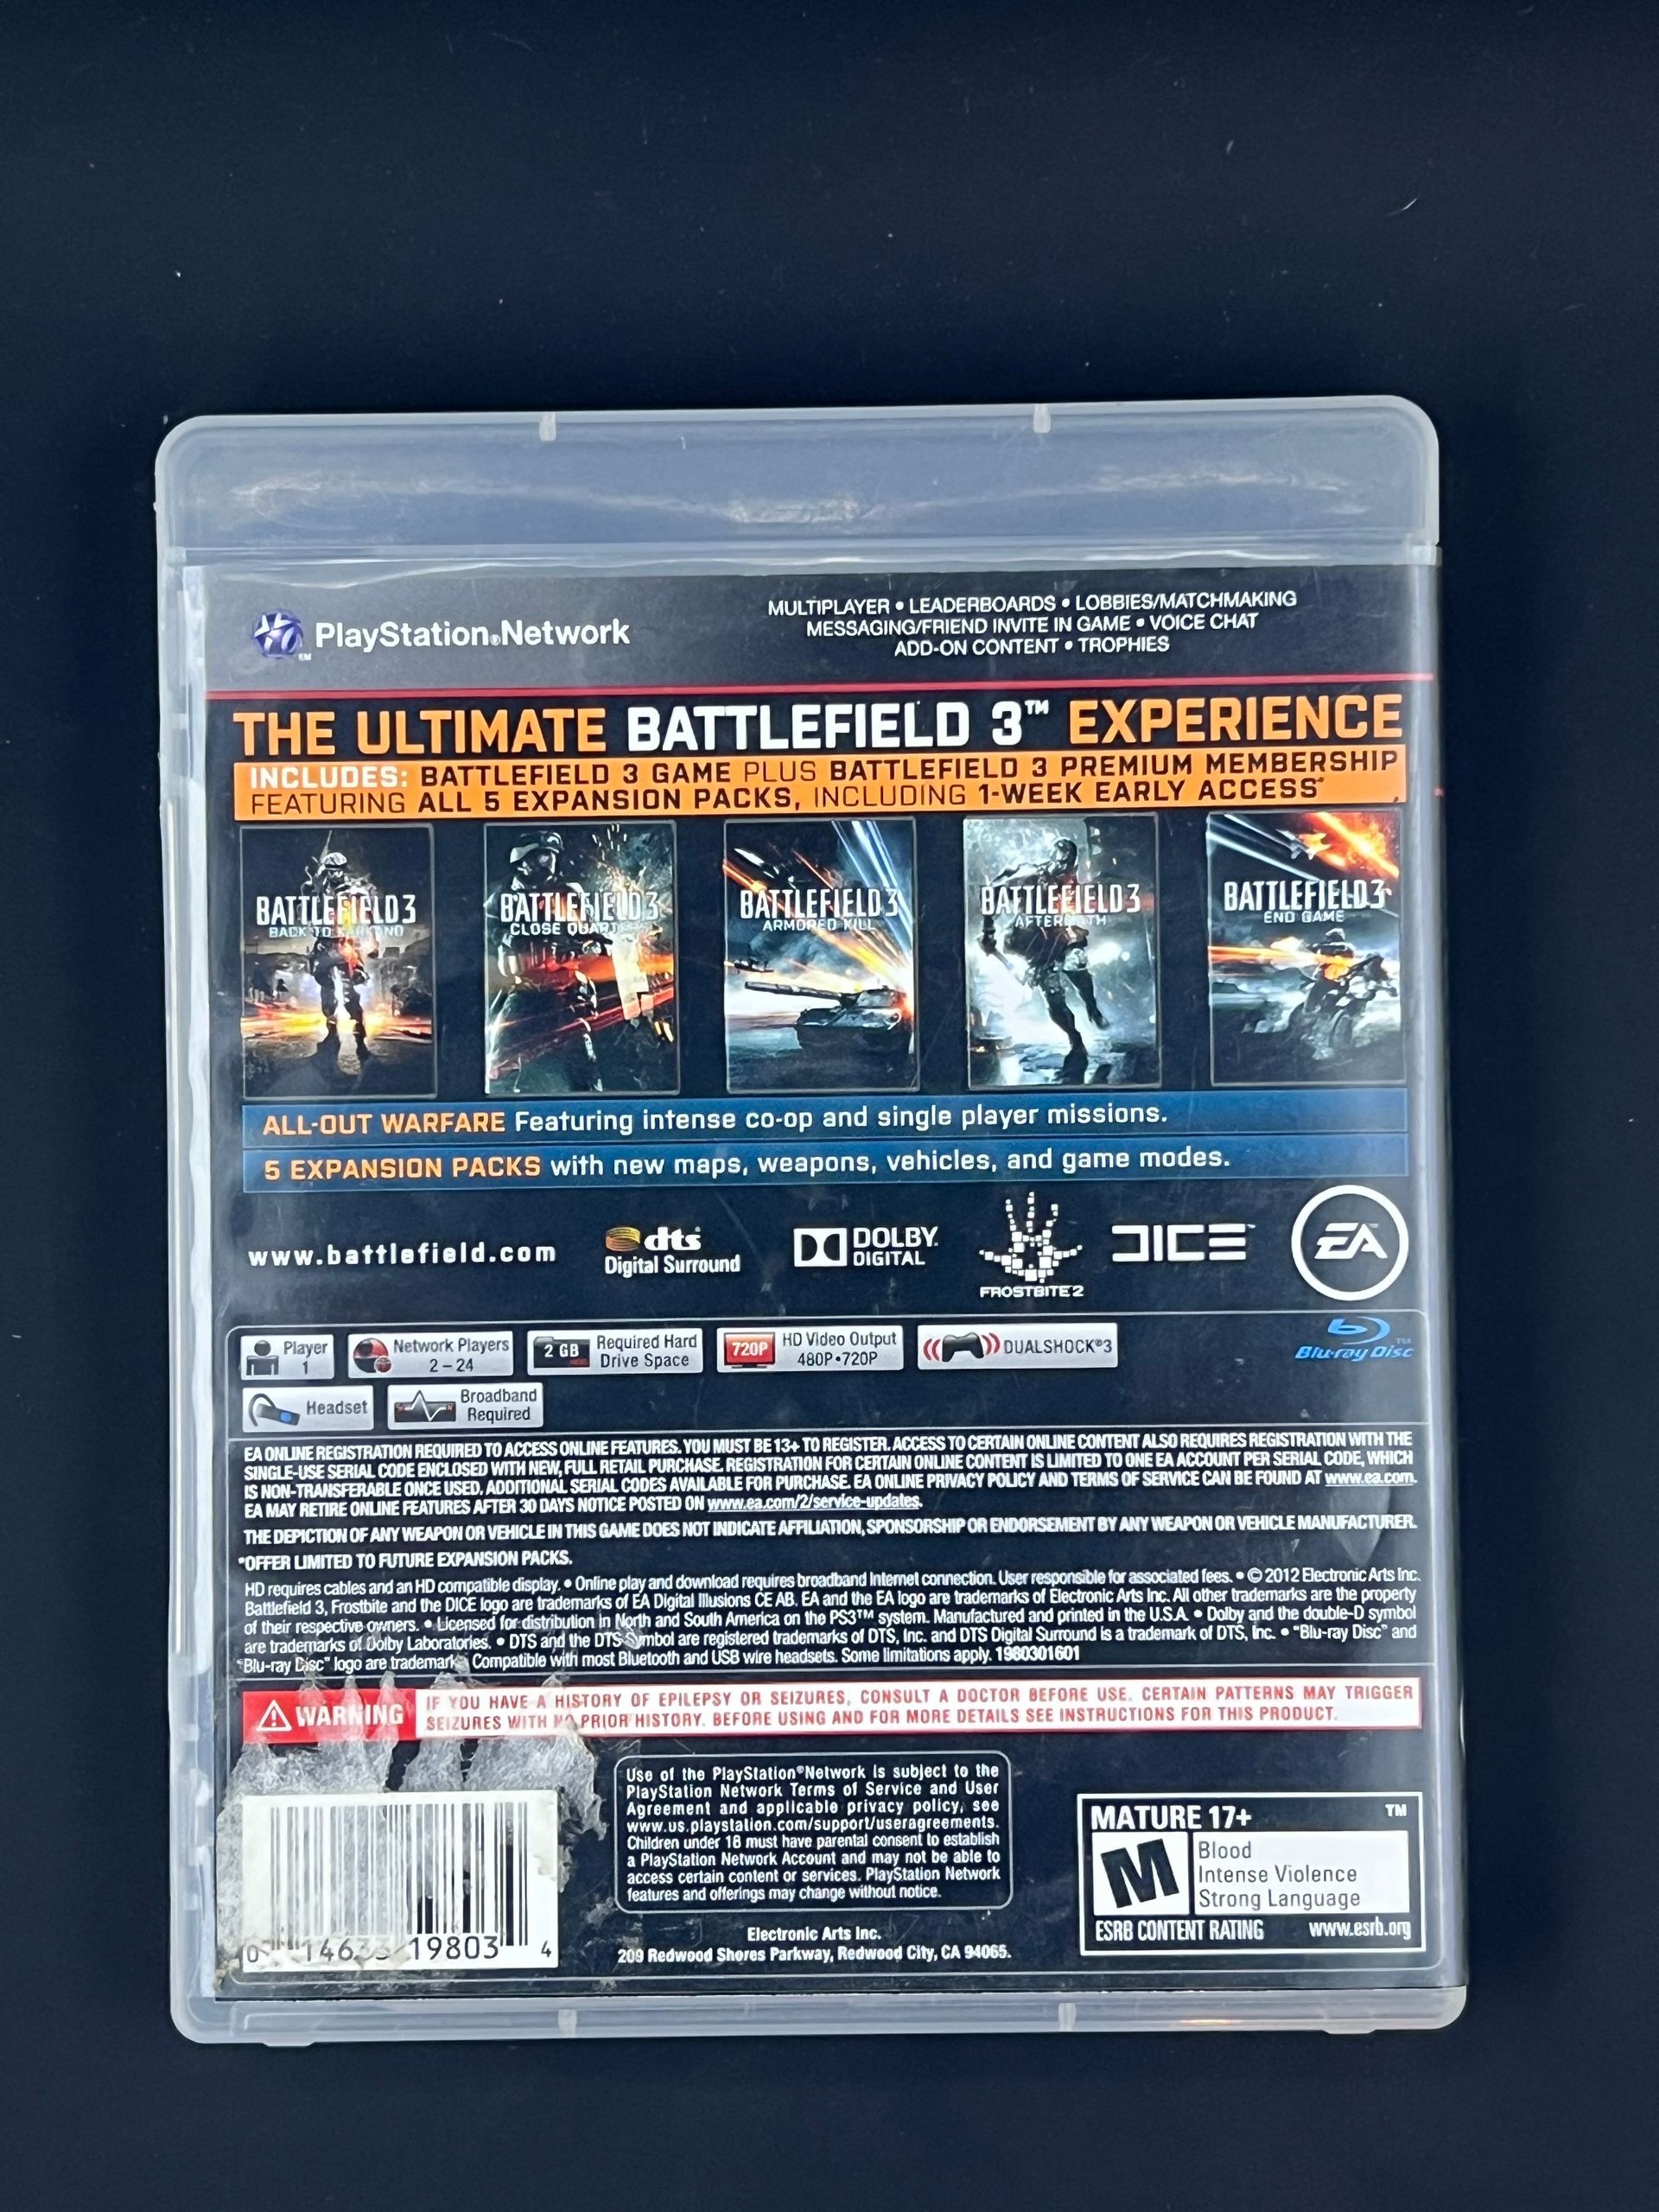 PlayStation®Network
MULTIPLAYER • LEADERBOARDS • LOBBIES/MATCHMAKING
MESSAGING/FRIEND INVITE IN GAME • VOICE CHAT
ADD-ON CONTENT • TROPHIES
THE ULTIMATE BATTLEFIELD 3™ EXPERIENCE
INCLUDES: BATTLEFIELD 3 GAME PLUS BATTLEFIELD 3 PREMIUM MEMBERSHIP
FEATURING ALL 5 EXPANSION PACKS, INCLUDING 1-WEEK EARLY ACCESS*
BATTLEFIELD 3
BACK TO KARKAND
BATTLEFIELD 3
CLOSE QUARTERS
BATTLEFIELD 3
ARMORED KILL
BATTLEFIELD 3
AFTERMATH
BATTLEFIELD 3
END GAME
ALL-OUT WARFARE Featuring intense co-op and single player missions.
5 EXPANSION PACKS with new maps, weapons, vehicles, and game modes.
www.battlefield.com
dts
Digital Surround
DOLBY
DIGITAL
FROSTBITE 2
DICE™
EA™
Player
1
Network Players
2 – 24
2 GB
Required Hard
Drive Space
720P
HD Video Output
480P•720P
DUALSHOCK®3
Blu-ray Disc™
Headset
Broadband
Required
EA ONLINE REGISTRATION REQUIRED TO ACCESS ONLINE FEATURES. YOU MUST BE 13+ TO REGISTER. ACCESS TO CERTAIN ONLINE CONTENT ALSO REQUIRES REGISTRATION WITH THE
SINGLE-USE SERIAL CODE ENCLOSED WITH NEW, FULL RETAIL PURCHASE. REGISTRATION FOR CERTAIN ONLINE CONTENT IS LIMITED TO ONE EA ACCOUNT PER SERIAL CODE, WHICH
IS NON-TRANSFERABLE ONCE USED. ADDITIONAL SERIAL CODES AVAILABLE FOR PURCHASE. EA ONLINE PRIVACY POLICY AND TERMS OF SERVICE CAN BE FOUND AT www.ea.com.
EA MAY RETIRE ONLINE FEATURES AFTER 30 DAYS NOTICE POSTED ON www.ea.com/2/service-updates.
THE DEPICTION OF ANY WEAPON OR VEHICLE IN THIS GAME DOES NOT INDICATE AFFILIATION, SPONSORSHIP OR ENDORSEMENT BY ANY WEAPON OR VEHICLE MANUFACTURER.
*OFFER LIMITED TO FUTURE EXPANSION PACKS.
HD requires cables and an HD compatible display. • Online play and download requires broadband Internet connection. User responsible for associated fees. • © 2012 Electronic Arts Inc.
Battlefield 3, Frostbite and the DICE logo are trademarks of EA Digital Illusions CE AB. EA and the EA logo are trademarks of Electronic Arts Inc. All other trademarks are the property
of their respective owners. • Licensed for distribution in North and South America on the PS3™ system. Manufactured and printed in the U.S.A. • Dolby and the double-D symbol
are trademarks of Dolby Laboratories. • DTS and the DTS Symbol are registered trademarks of DTS, Inc. and DTS Digital Surround is a trademark of DTS, Inc. • "Blu-ray Disc" and
"Blu-ray Disc" logo are trademarks Compatible with most Bluetooth and USB wire headsets. Some limitations apply. 1980301601
WARNING
IF YOU HAVE A HISTORY OF EPILEPSY OR SEIZURES, CONSULT A DOCTOR BEFORE USE. CERTAIN PATTERNS MAY TRIGGER
SEIZURES WITH NO PRIOR HISTORY. BEFORE USING AND FOR MORE DETAILS SEE INSTRUCTIONS FOR THIS PRODUCT.
0 14633 19803 4
Use of the PlayStation®Network is subject to the
PlayStation Network Terms of Service and User
Agreement and applicable privacy policy, see
www.us.playstation.com/support/useragreements.
Children under 18 must have parental consent to establish
a PlayStation Network Account and may not be able to
access certain content or services. PlayStation Network
features and offerings may change without notice.
Electronic Arts Inc.
209 Redwood Shores Parkway, Redwood City, CA 94065.
MATURE 17+ ™
M
Blood
Intense Violence
Strong Language
ESRB CONTENT RATING www.esrb.org